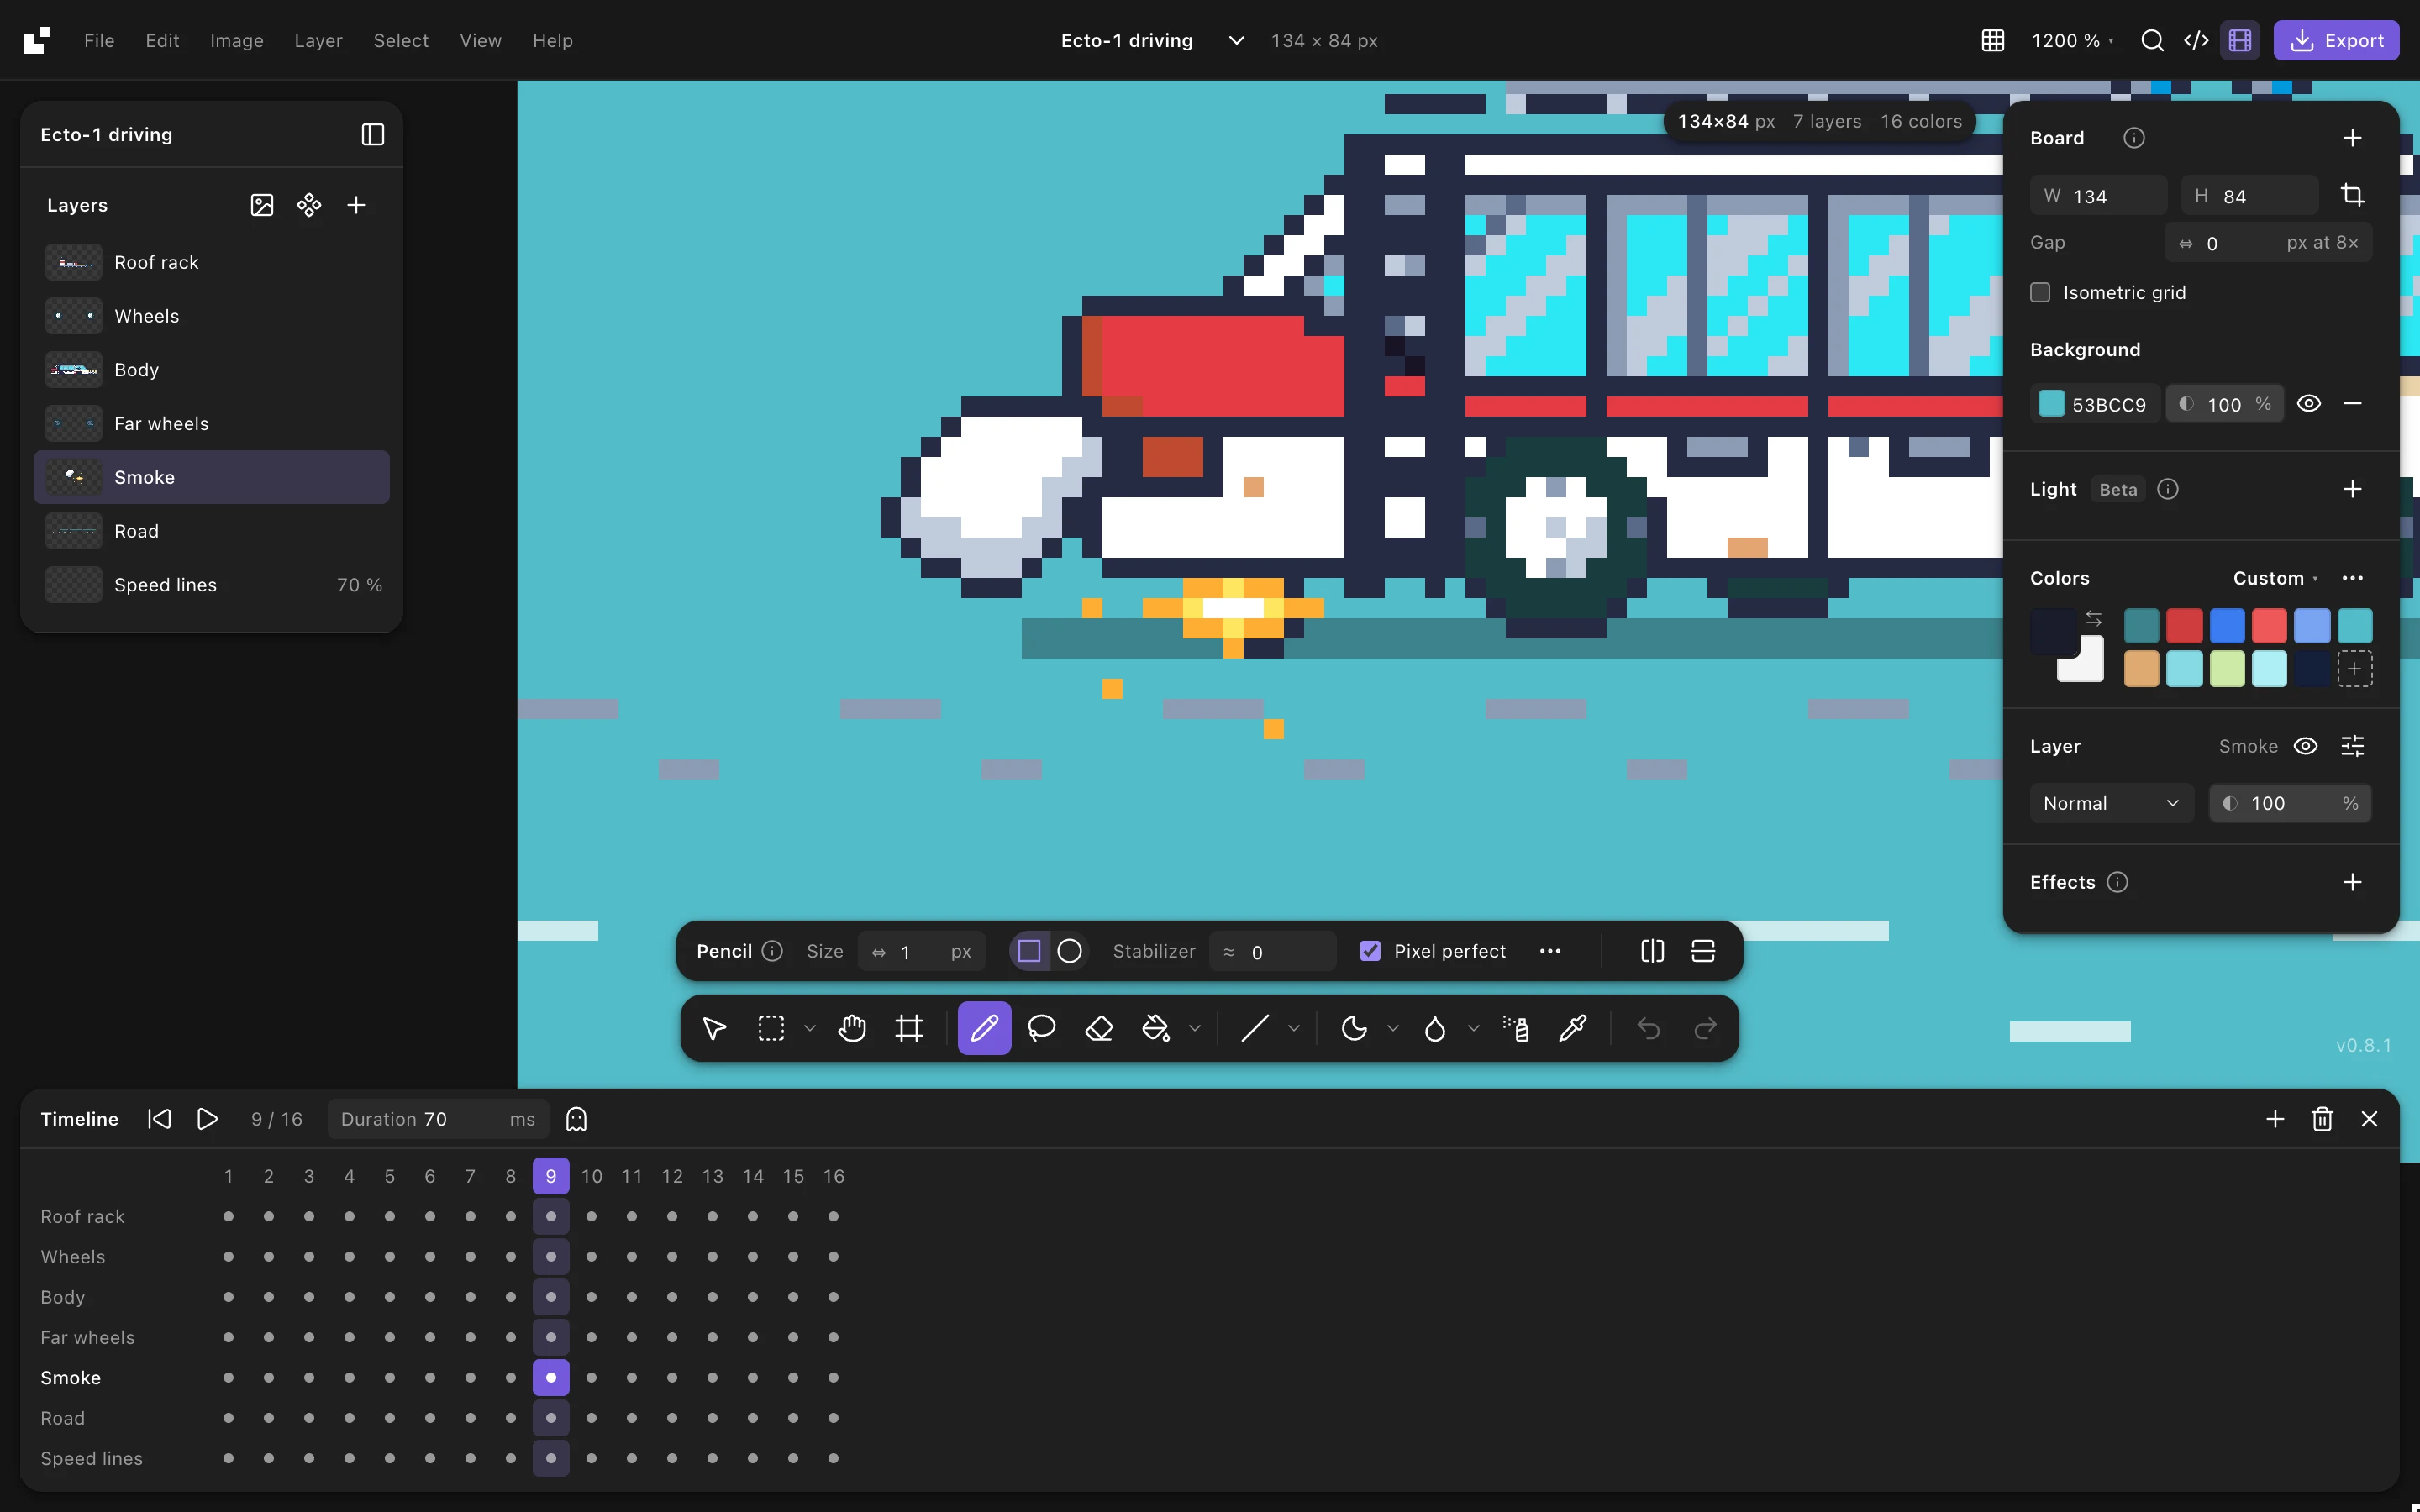 File Edit Image Layer Select View Help
Ecto-1 driving 134 × 84 px
1200 % Export
Ecto-1 driving
Layers
Roof rack
Wheels
Body
Far wheels
Smoke
Road
Speed lines 70 %
134×84 px 7 layers 16 colors
Board
W 134 H 84
Gap 0 px at 8×
Isometric grid
Background
53BCC9 100 %
Light Beta
Colors Custom
Layer Smoke
Normal 100 %
Effects
Pencil Size 1 px Stabilizer 0 Pixel perfect
v0.8.1
Timeline 9 / 16 Duration 70 ms
1 2 3 4 5 6 7 8 9 10 11 12 13 14 15 16
Roof rack
Wheels
Body
Far wheels
Smoke
Road
Speed lines